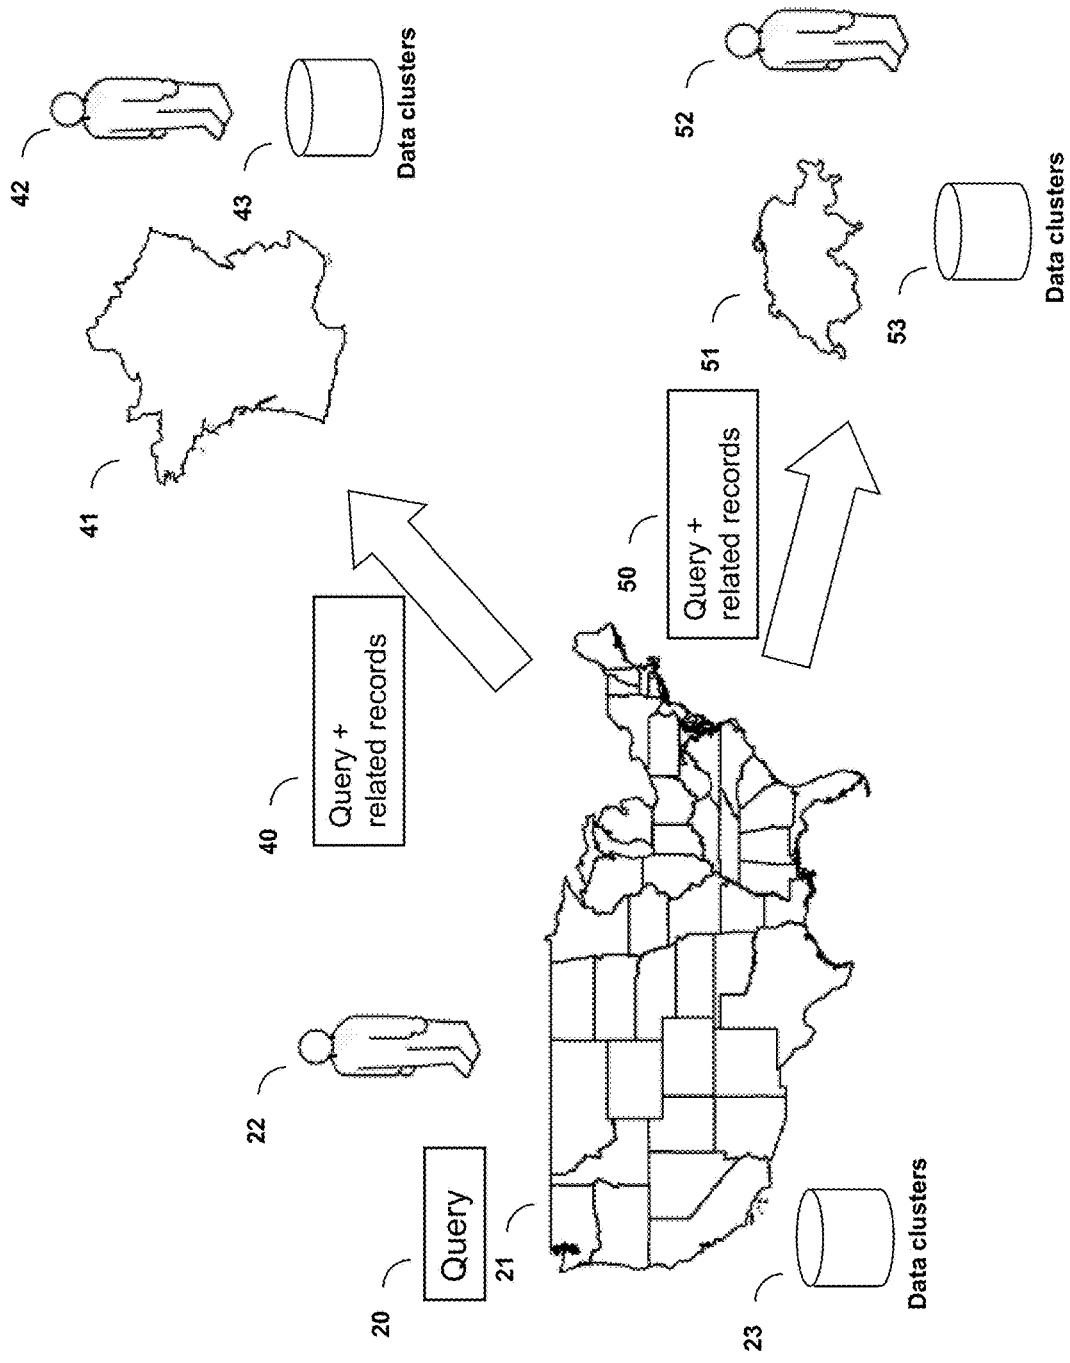 42
43
Data clusters
41
40
Query +
related records
22
20
Query
21
23
Data clusters
50
Query +
related records
51
52
53
Data clusters